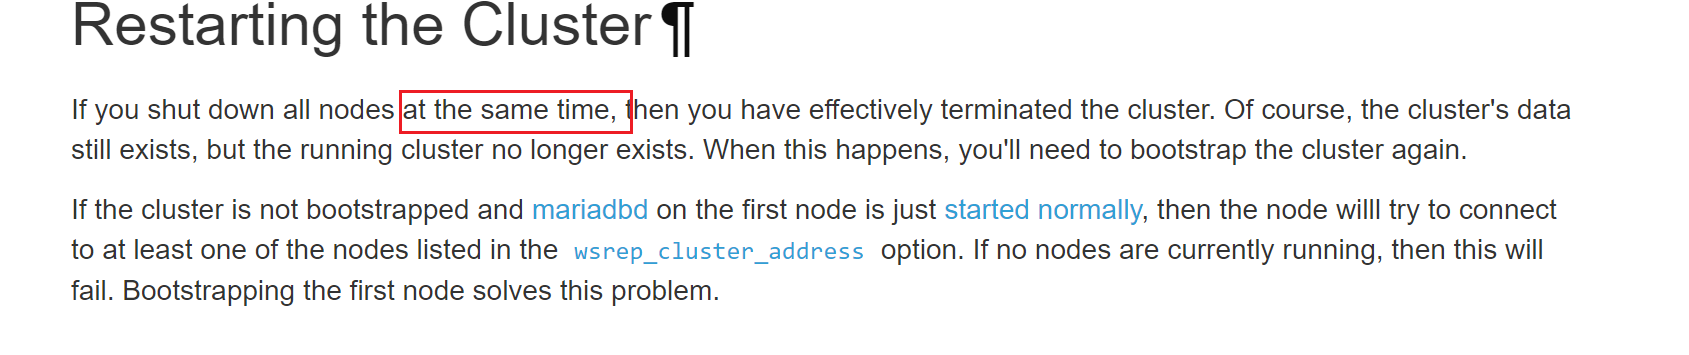 Restarting the Cluster¶
If you shut down all nodes at the same time, then you have effectively terminated the cluster. Of course, the cluster's data
still exists, but the running cluster no longer exists. When this happens, you'll need to bootstrap the cluster again.
If the cluster is not bootstrapped and mariadbd on the first node is just started normally, then the node willl try to connect
to at least one of the nodes listed in the wsrep_cluster_address option. If no nodes are currently running, then this will
fail. Bootstrapping the first node solves this problem.